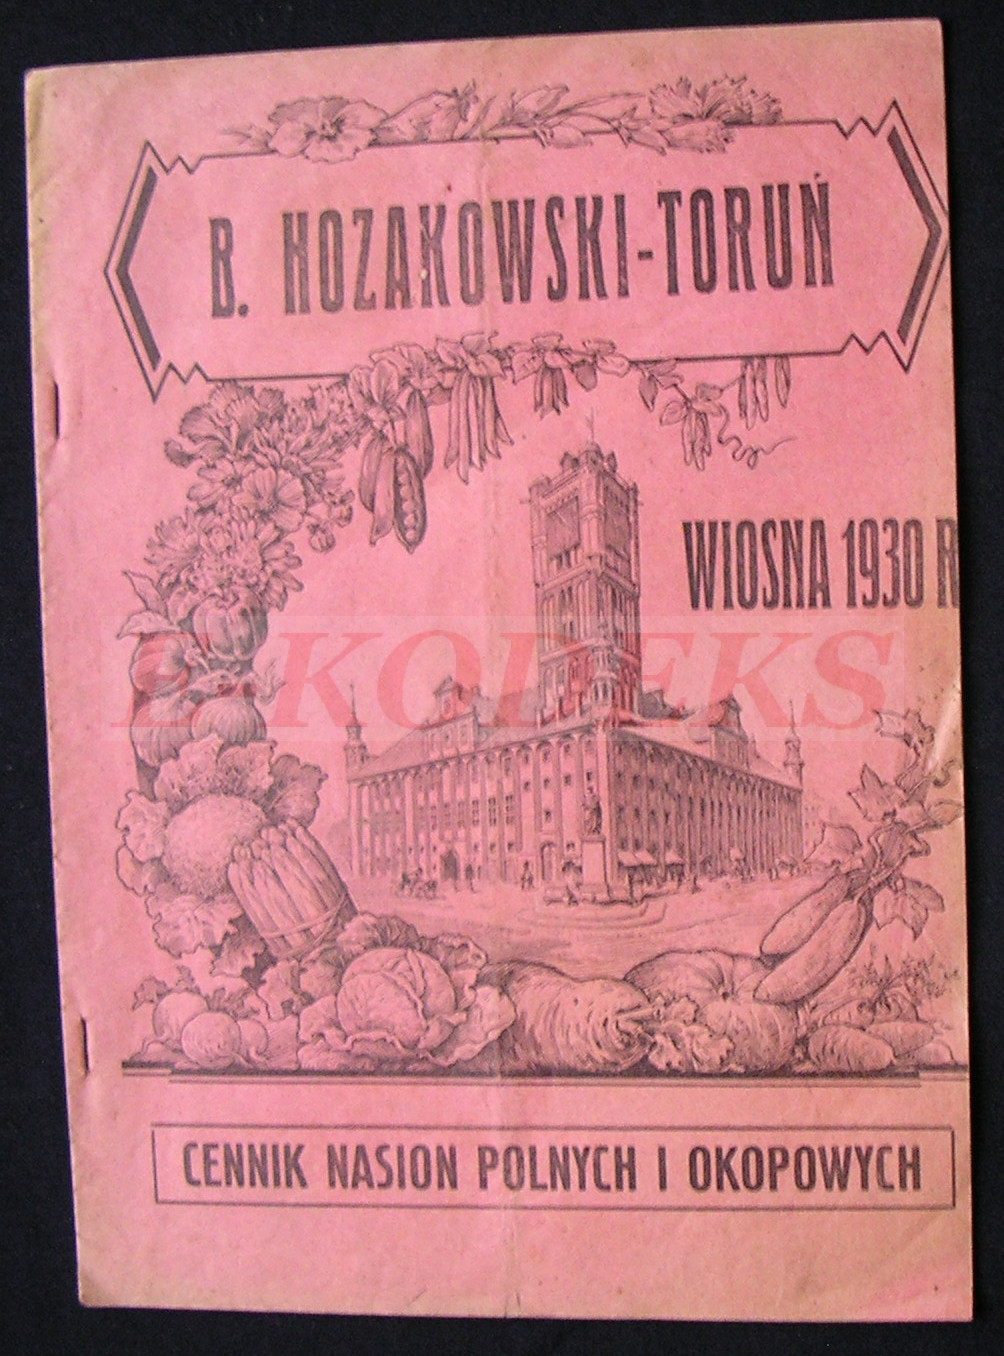 B. HOZAKOWSKI-TORUŃ
WIOSNA 1930 R
E-KODEKS
CENNIK NASION POLNYCH I OKOPOWYCH